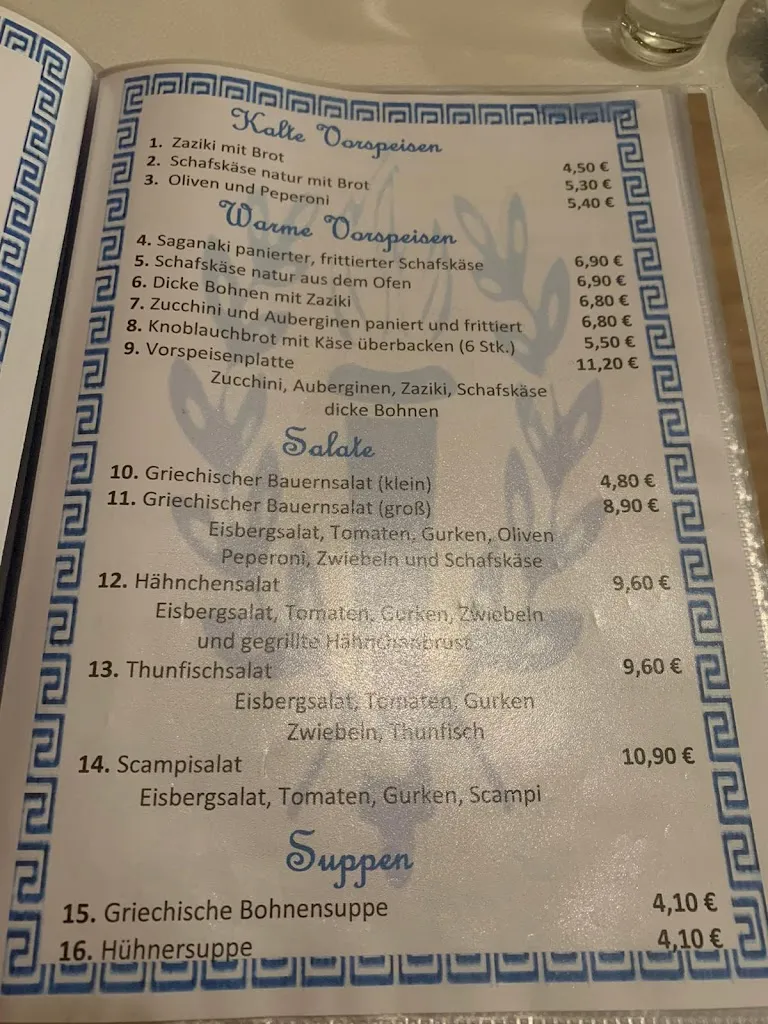 Kalte Vorspeisen
1. Zaziki mit Brot 4,50 €
2. Schafskäse natur mit Brot 5,30 €
3. Oliven und Peperoni 5,40 €
Warme Vorspeisen
4. Saganaki panierter, frittierter Schafskäse 6,90 €
5. Schafskäse natur aus dem Ofen 6,90 €
6. Dicke Bohnen mit Zaziki 6,80 €
7. Zucchini und Auberginen paniert und frittiert 6,80 €
8. Knoblauchbrot mit Käse überbacken (6 Stk.) 5,50 €
9. Vorspeisenplatte 11,20 €
Zucchini, Auberginen, Zaziki, Schafskäse
dicke Bohnen
Salate
10. Griechischer Bauernsalat (klein) 4,80 €
11. Griechischer Bauernsalat (groß) 8,90 €
Eisbergsalat, Tomaten, Gurken, Oliven
Peperoni, Zwiebeln und Schafskäse
12. Hähnchensalat 9,60 €
Eisbergsalat, Tomaten, Gurken, Zwiebeln
und gegrillte Hähnchenbrust
13. Thunfischsalat 9,60 €
Eisbergsalat, Tomaten, Gurken
Zwiebeln, Thunfisch
14. Scampisalat 10,90 €
Eisbergsalat, Tomaten, Gurken, Scampi
Suppen
15. Griechische Bohnensuppe 4,10 €
16. Hühnersuppe 4,10 €